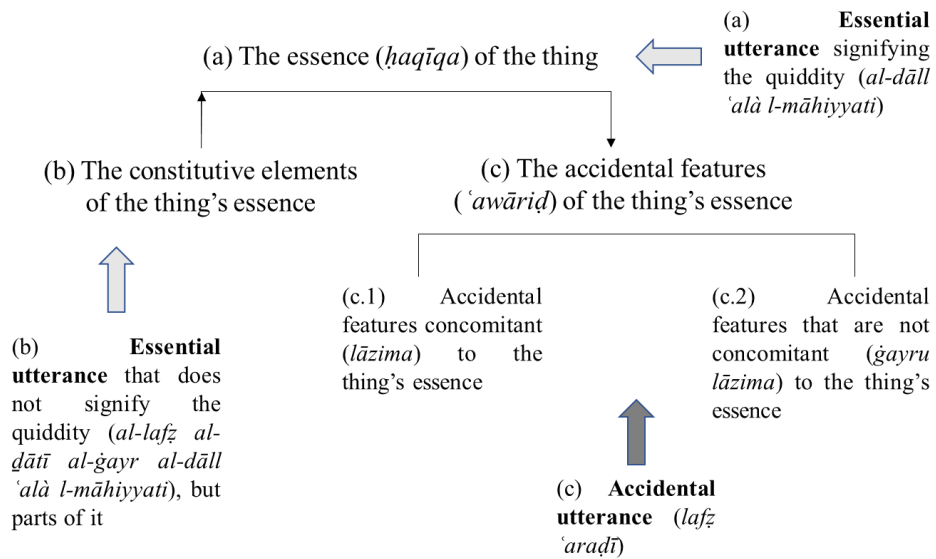 (a) The essence (ḥaqīqa) of the thing
(a) Essential
utterance signifying
the quiddity (al-dāll
ʿalà l-māhiyyati)
(b) The constitutive elements
of the thing’s essence
(c) The accidental features
(ʿawāriḍ) of the thing’s essence
(c.1) Accidental
features concomitant
(lāzima) to the
thing’s essence
(c.2) Accidental
features that are not
concomitant (ġayru
lāzima) to the thing’s
essence
(b) Essential
utterance that does
not signify the
quiddity (al-lafẓ al-
ḏātī al-ġayr al-dāll
ʿalà l-māhiyyati), but
parts of it
(c) Accidental
utterance (lafẓ
ʿaraḍī)